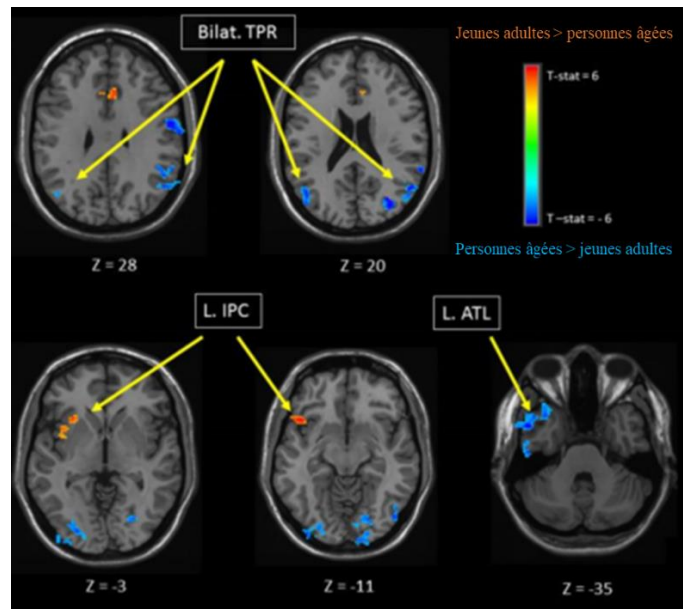 Bilat. TPR
Jeunes adultes > personnes âgées
T-stat = 6
T –stat = - 6
Personnes âgées > jeunes adultes
Z = 28
Z = 20
L. IPC
L. ATL
Z = -3
Z = -11
Z = -35